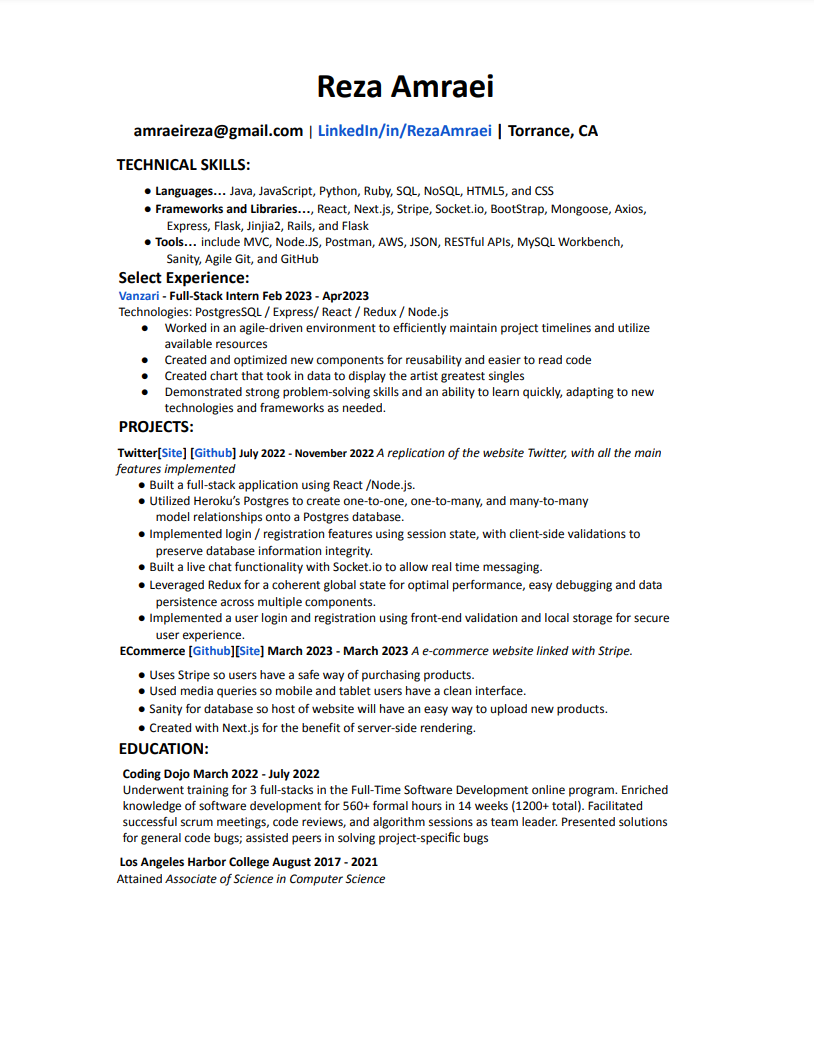 Reza Amraei
amraeireza@gmail.com | LinkedIn/in/RezaAmraei | Torrance, CA
TECHNICAL SKILLS:
● Languages… Java, JavaScript, Python, Ruby, SQL, NoSQL, HTML5, and CSS
● Frameworks and Libraries…, React, Next.js, Stripe, Socket.io, BootStrap, Mongoose, Axios,
Express, Flask, Jinjia2, Rails, and Flask
● Tools… include MVC, Node.JS, Postman, AWS, JSON, RESTful APIs, MySQL Workbench,
Sanity, Agile Git, and GitHub
Select Experience:
Vanzari - Full-Stack Intern Feb 2023 - Apr2023
Technologies: PostgresSQL / Express/ React / Redux / Node.js
● Worked in an agile-driven environment to efficiently maintain project timelines and utilize
available resources
● Created and optimized new components for reusability and easier to read code
● Created chart that took in data to display the artist greatest singles
● Demonstrated strong problem-solving skills and an ability to learn quickly, adapting to new
technologies and frameworks as needed.
PROJECTS:
Twitter[Site] [Github] July 2022 - November 2022 A replication of the website Twitter, with all the main
features implemented
● Built a full-stack application using React /Node.js.
● Utilized Heroku’s Postgres to create one-to-one, one-to-many, and many-to-many
model relationships onto a Postgres database.
● Implemented login / registration features using session state, with client-side validations to
preserve database information integrity.
● Built a live chat functionality with Socket.io to allow real time messaging.
● Leveraged Redux for a coherent global state for optimal performance, easy debugging and data
persistence across multiple components.
● Implemented a user login and registration using front-end validation and local storage for secure
user experience.
ECommerce [Github][Site] March 2023 - March 2023 A e-commerce website linked with Stripe.
● Uses Stripe so users have a safe way of purchasing products.
● Used media queries so mobile and tablet users have a clean interface.
● Sanity for database so host of website will have an easy way to upload new products.
● Created with Next.js for the benefit of server-side rendering.
EDUCATION:
Coding Dojo March 2022 - July 2022
Underwent training for 3 full-stacks in the Full-Time Software Development online program. Enriched
knowledge of software development for 560+ formal hours in 14 weeks (1200+ total). Facilitated
successful scrum meetings, code reviews, and algorithm sessions as team leader. Presented solutions
for general code bugs; assisted peers in solving project-specific bugs
Los Angeles Harbor College August 2017 - 2021
Attained Associate of Science in Computer Science